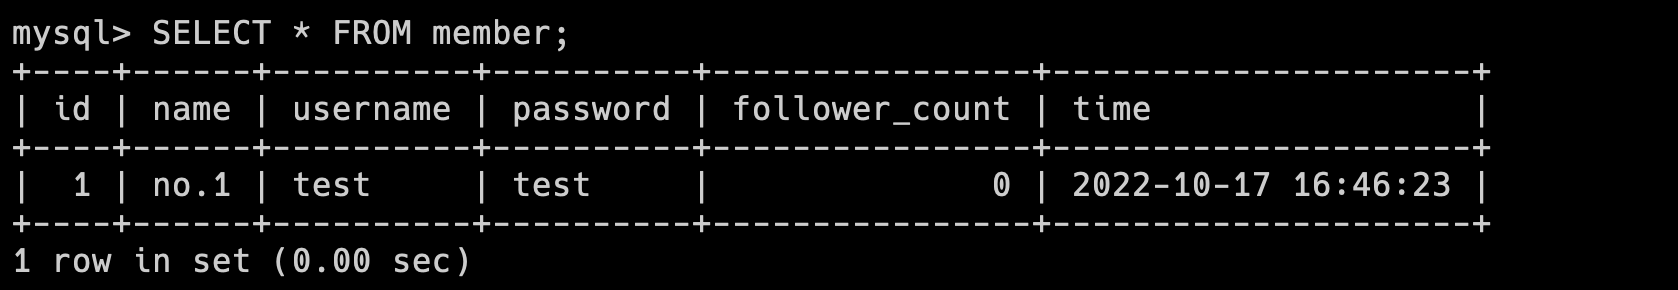 mysql> SELECT * FROM member;
+----+------+----------+----------+----------------+---------------------+
| id | name | username | password | follower_count | time                |
+----+------+----------+----------+----------------+---------------------+
|  1 | no.1 | test     | test     |              0 | 2022-10-17 16:46:23 |
+----+------+----------+----------+----------------+---------------------+
1 row in set (0.00 sec)